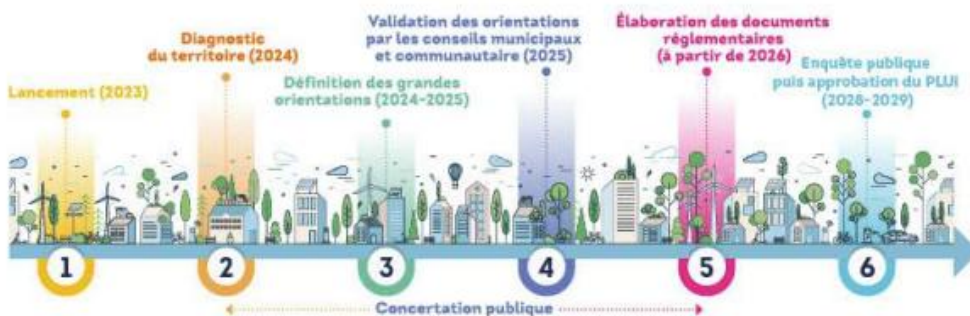 Lancement (2023)
Diagnostic
du territoire (2024)
Définition des grandes
orientations (2024-2025)
Validation des orientations
par les conseils municipaux
et communautaire (2025)
Élaboration des documents
réglementaires
(à partir de 2026)
Enquête publique
puis approbation du PLUi
(2028-2029)
1
2
3
4
5
6
Concertation publique